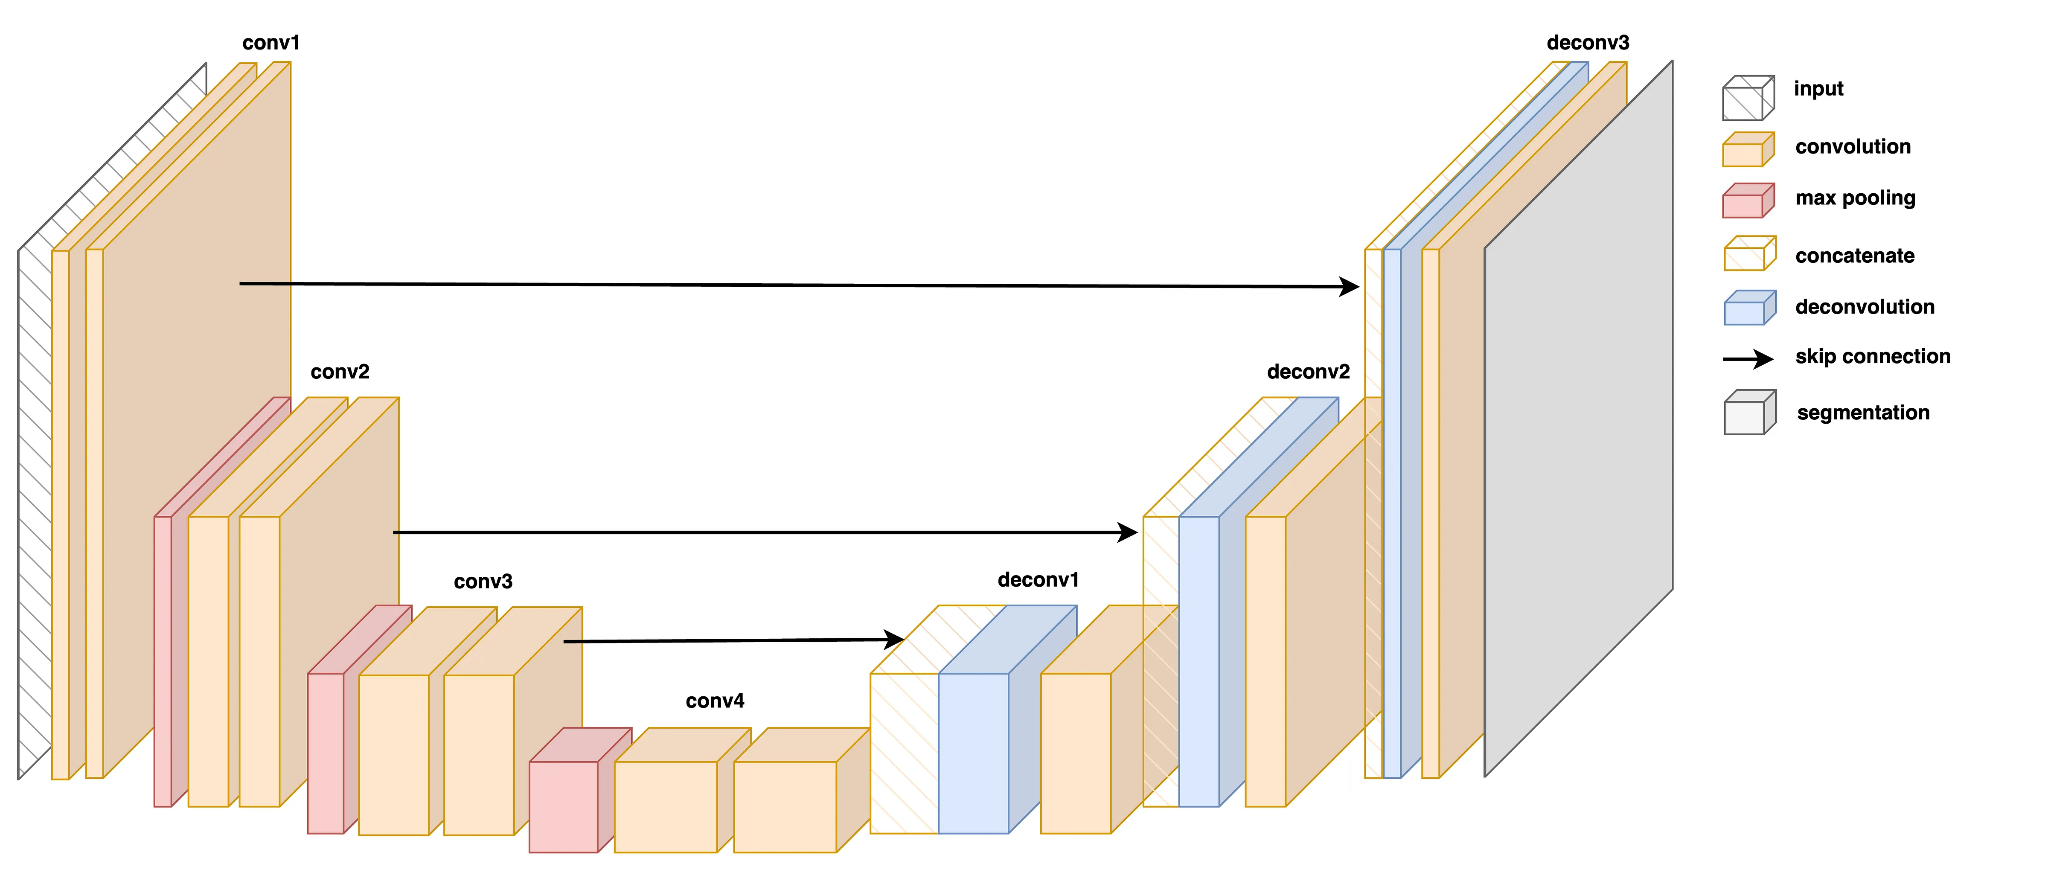 conv1
deconv3
input
convolution
max pooling
concatenate
deconvolution
skip connection
conv2
deconv2
segmentation
conv3
deconv1
conv4